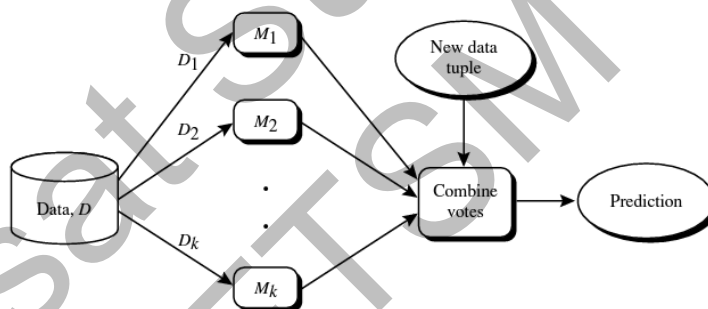 D1
M1
New data
tuple
D2
M2
Data, D
.
.
Combine
votes
Prediction
Dk
Mk